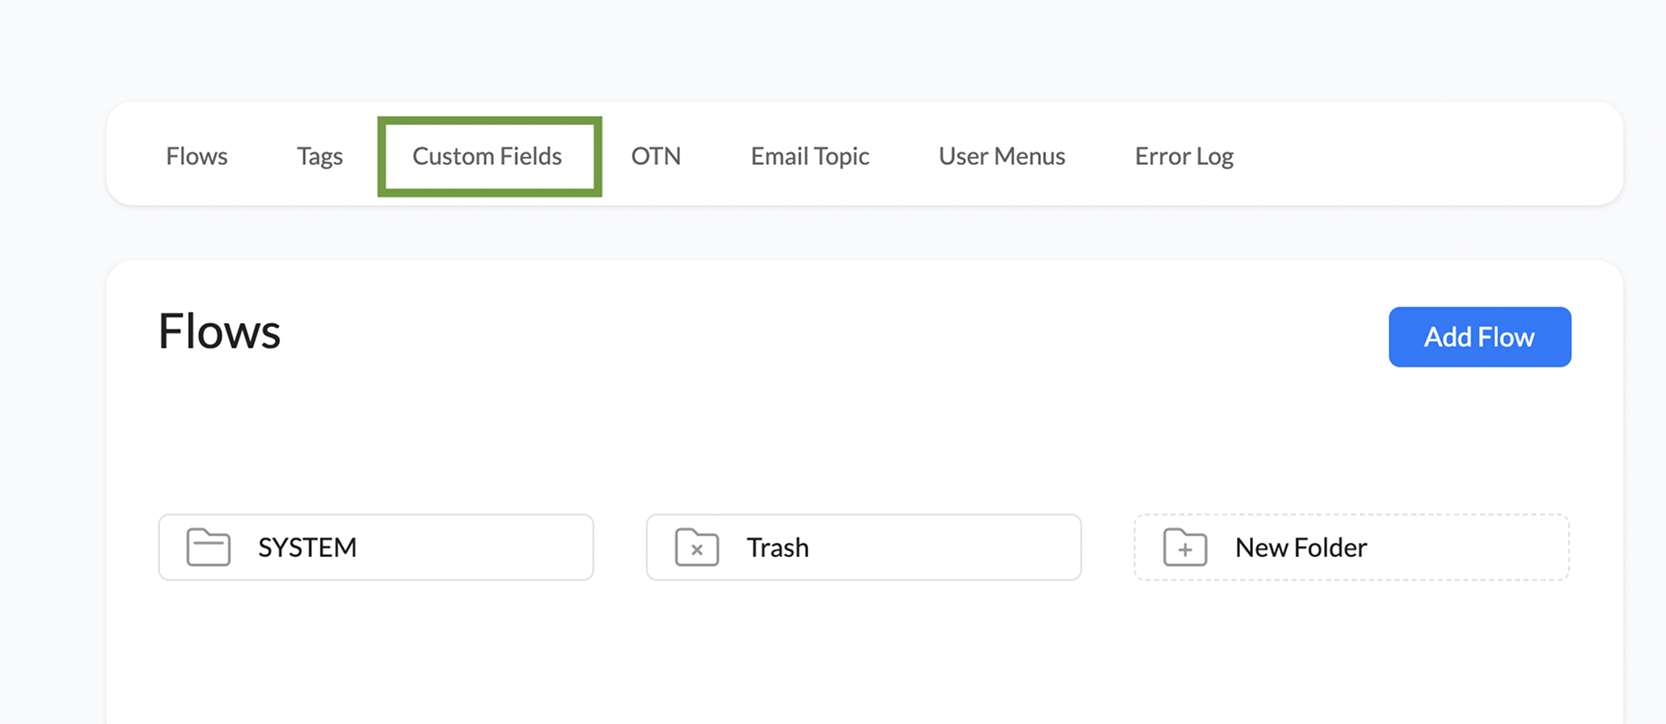 Flows Tags Custom Fields OTN Email Topic User Menus Error Log
Flows
Add Flow
SYSTEM
Trash
New Folder